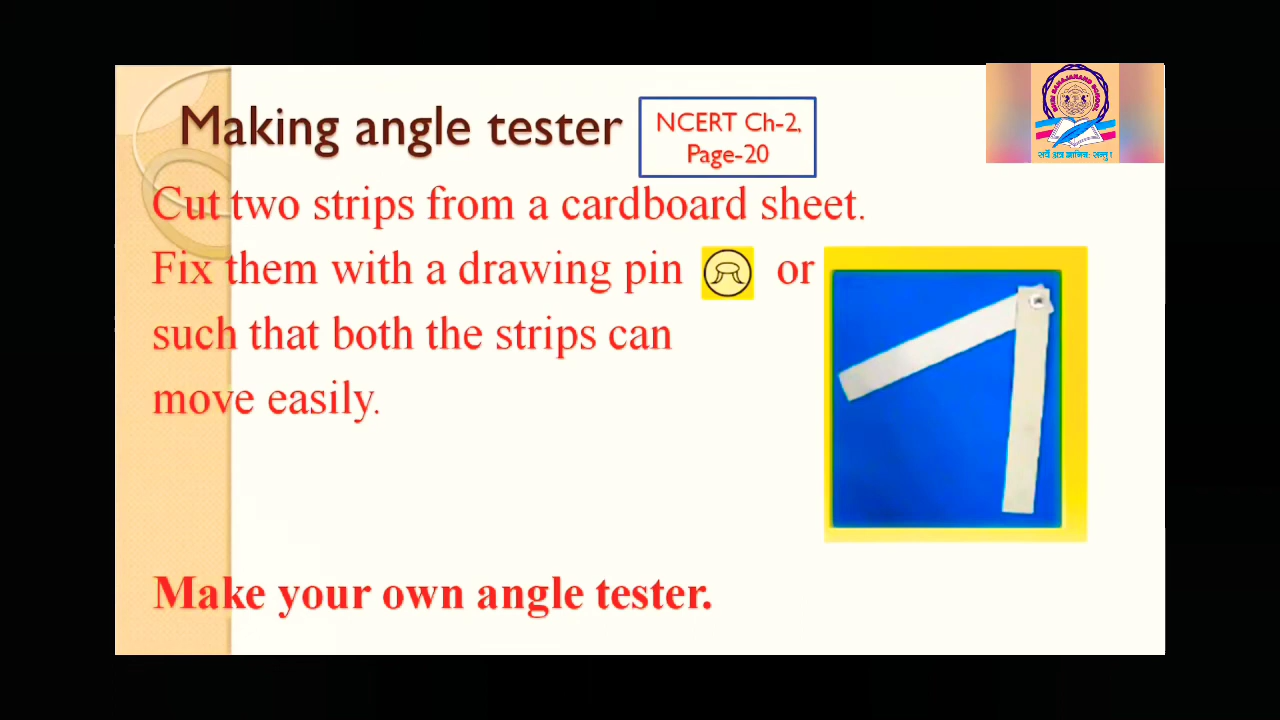 Making angle tester
NCERT Ch-2,
Page-20
Cut two strips from a cardboard sheet.
Fix them with a drawing pin or
such that both the strips can
move easily.
Make your own angle tester.